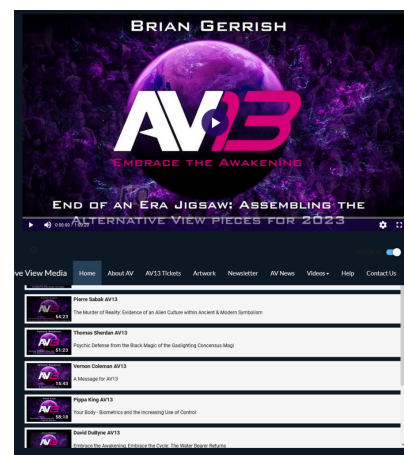 BRIAN GERRISH
AV13
EMBRACE THE AWAKENING
END OF AN ERA JIGSAW: ASSEMBLING THE
ALTERNATIVE VIEW PIECES FOR 2023
0:00:00 / 1:09:20
ve View Media Home About AV AV13 Tickets Artwork Newsletter AV News Videos Help Contact Us
54:23
Pierre Sabak AV13
The Murder of Reality: Evidence of an Alien Culture within Ancient & Modern Symbolism
51:23
Thomas Sheridan AV13
Psychic Defense from the Black Magic of the Gaslighting Concensus Magi
15:43
Vernon Coleman AV13
A Message for AV13
58:18
Pippa King AV13
Your Body - Biometrics and the Increasing Use of Control
David DuByne AV13
Embrace the Awakening, Embrace the Cycle: The Water Bearer Returns